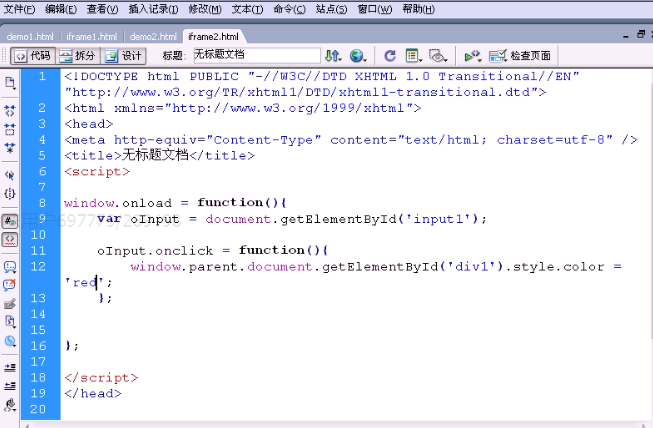 文件(F) 编辑(E) 查看(V) 插入记录(I) 修改(M) 文本(T) 命令(C) 站点(S) 窗口(W) 帮助(H)
demo1.html iframe1.html demo2.html iframe2.html
代码 拆分 设计 标题: 无标题文档 检查页面
1 <!DOCTYPE html PUBLIC "-//W3C//DTD XHTML 1.0 Transitional//EN"
"http://www.w3.org/TR/xhtml1/DTD/xhtml1-transitional.dtd">
2 <html xmlns="http://www.w3.org/1999/xhtml">
3 <head>
4 <meta http-equiv="Content-Type" content="text/html; charset=utf-8" />
5 <title>无标题文档</title>
6 <script>
7
8 window.onload = function(){
9 var oInput = document.getElementById('input1');
10
11 oInput.onclick = function(){
12 window.parent.document.getElementById('div1').style.color =
'red';
13 };
14
15
16 };
17
18 </script>
19 </head>
20